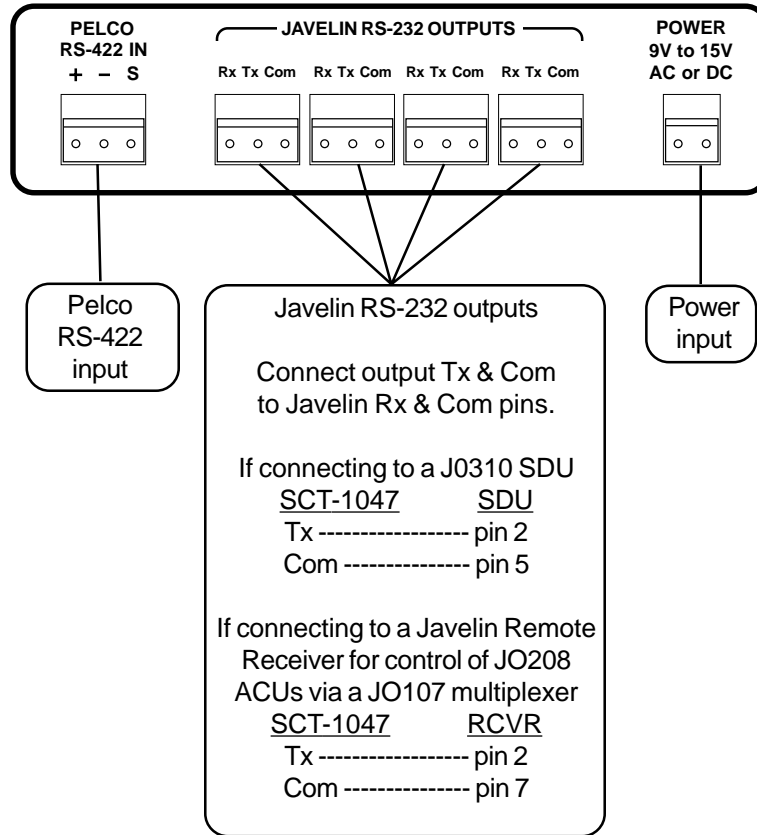 PELCO
RS-422 IN
+ – S
JAVELIN RS-232 OUTPUTS
Rx Tx Com Rx Tx Com Rx Tx Com Rx Tx Com
POWER
9V to 15V
AC or DC
Pelco
RS-422
input
Javelin RS-232 outputs
Connect output Tx & Com
to Javelin Rx & Com pins.
If connecting to a J0310 SDU
SCT-1047 SDU
Tx ------------------ pin 2
Com --------------- pin 5
If connecting to a Javelin Remote
Receiver for control of JO208
ACUs via a JO107 multiplexer
SCT-1047 RCVR
Tx ------------------ pin 2
Com --------------- pin 7
Power
input